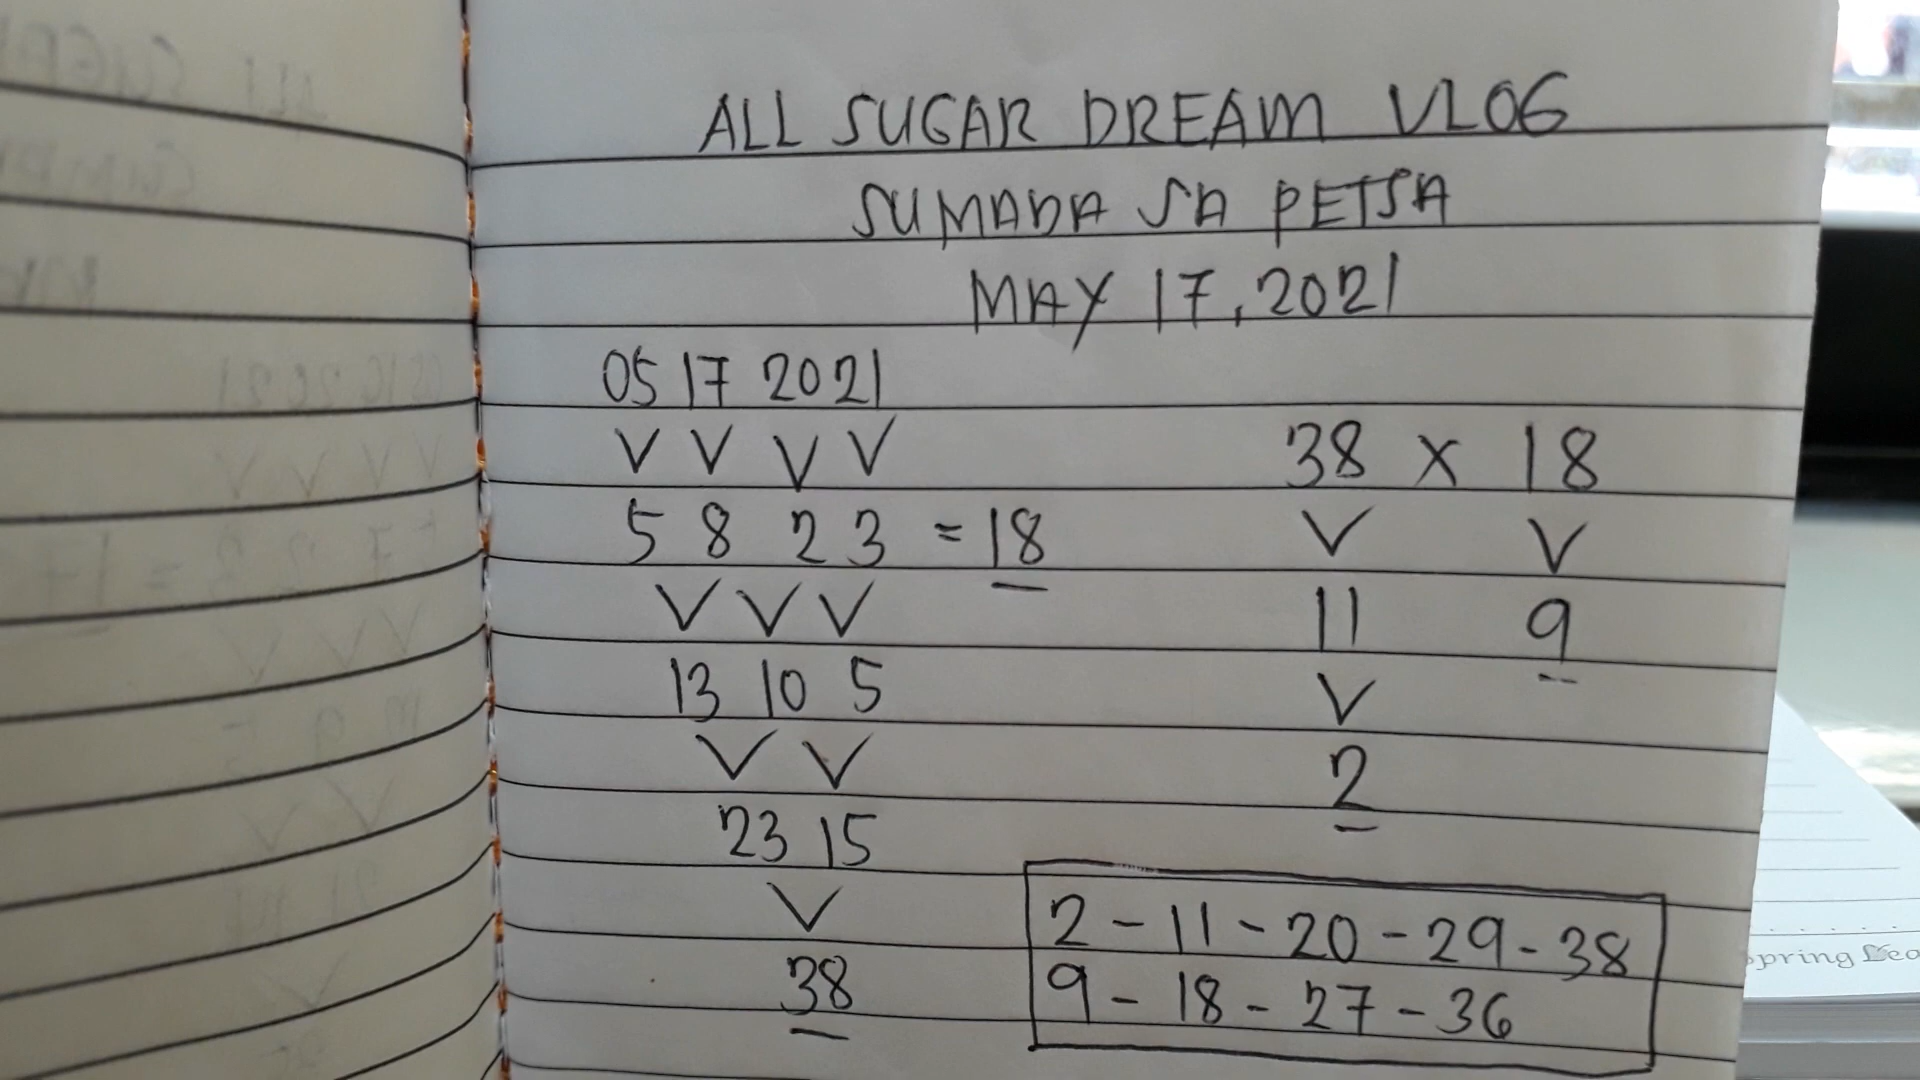 ALL SUGAR DREAM VLOG
SUMADA SA PETSA
MAY 17, 2021
05 17 2021
V V V V
5 8 2 3 = 18
V V V
13 10 5
V V
23 15
V
38
38 X 18
V V
11 9
V
2
2 - 11 - 20 - 29 - 38
9 - 18 - 27 - 36